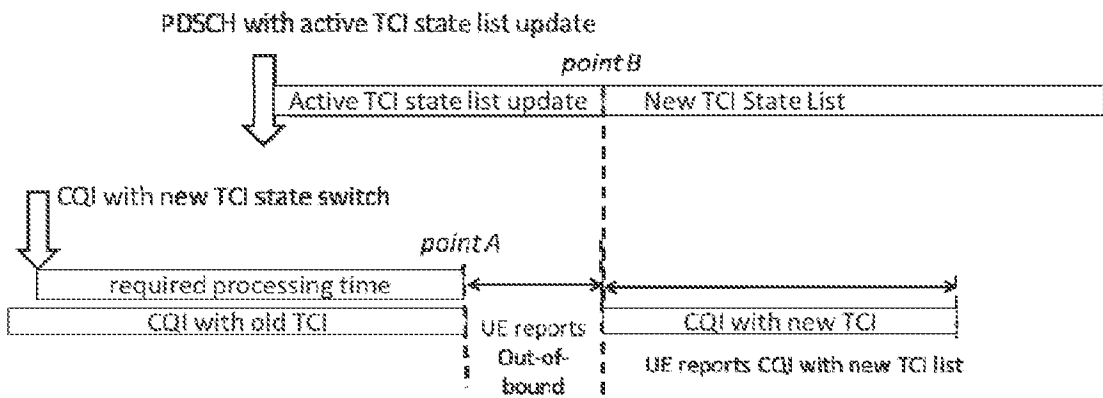 PDSCH with active TCI state list update
point B
Active TCI state list update
New TCI State List
CQI with new TCI state switch
point A
required processing time
CQI with old TCI
UE reports
Out-of-
bound
CQI with new TCI
UE reports CQI with new TCI list